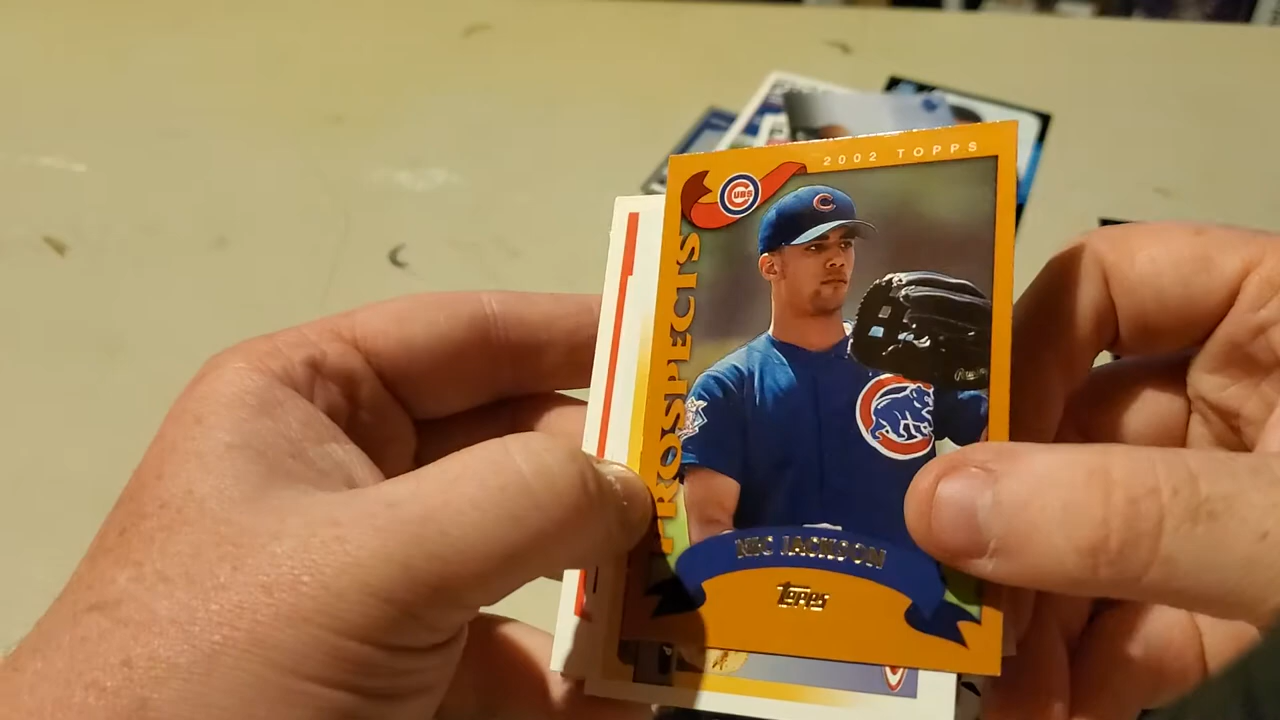 2002 TOPPS
CUBS
C
PROSPECTS
NIC JACKSON
Topps